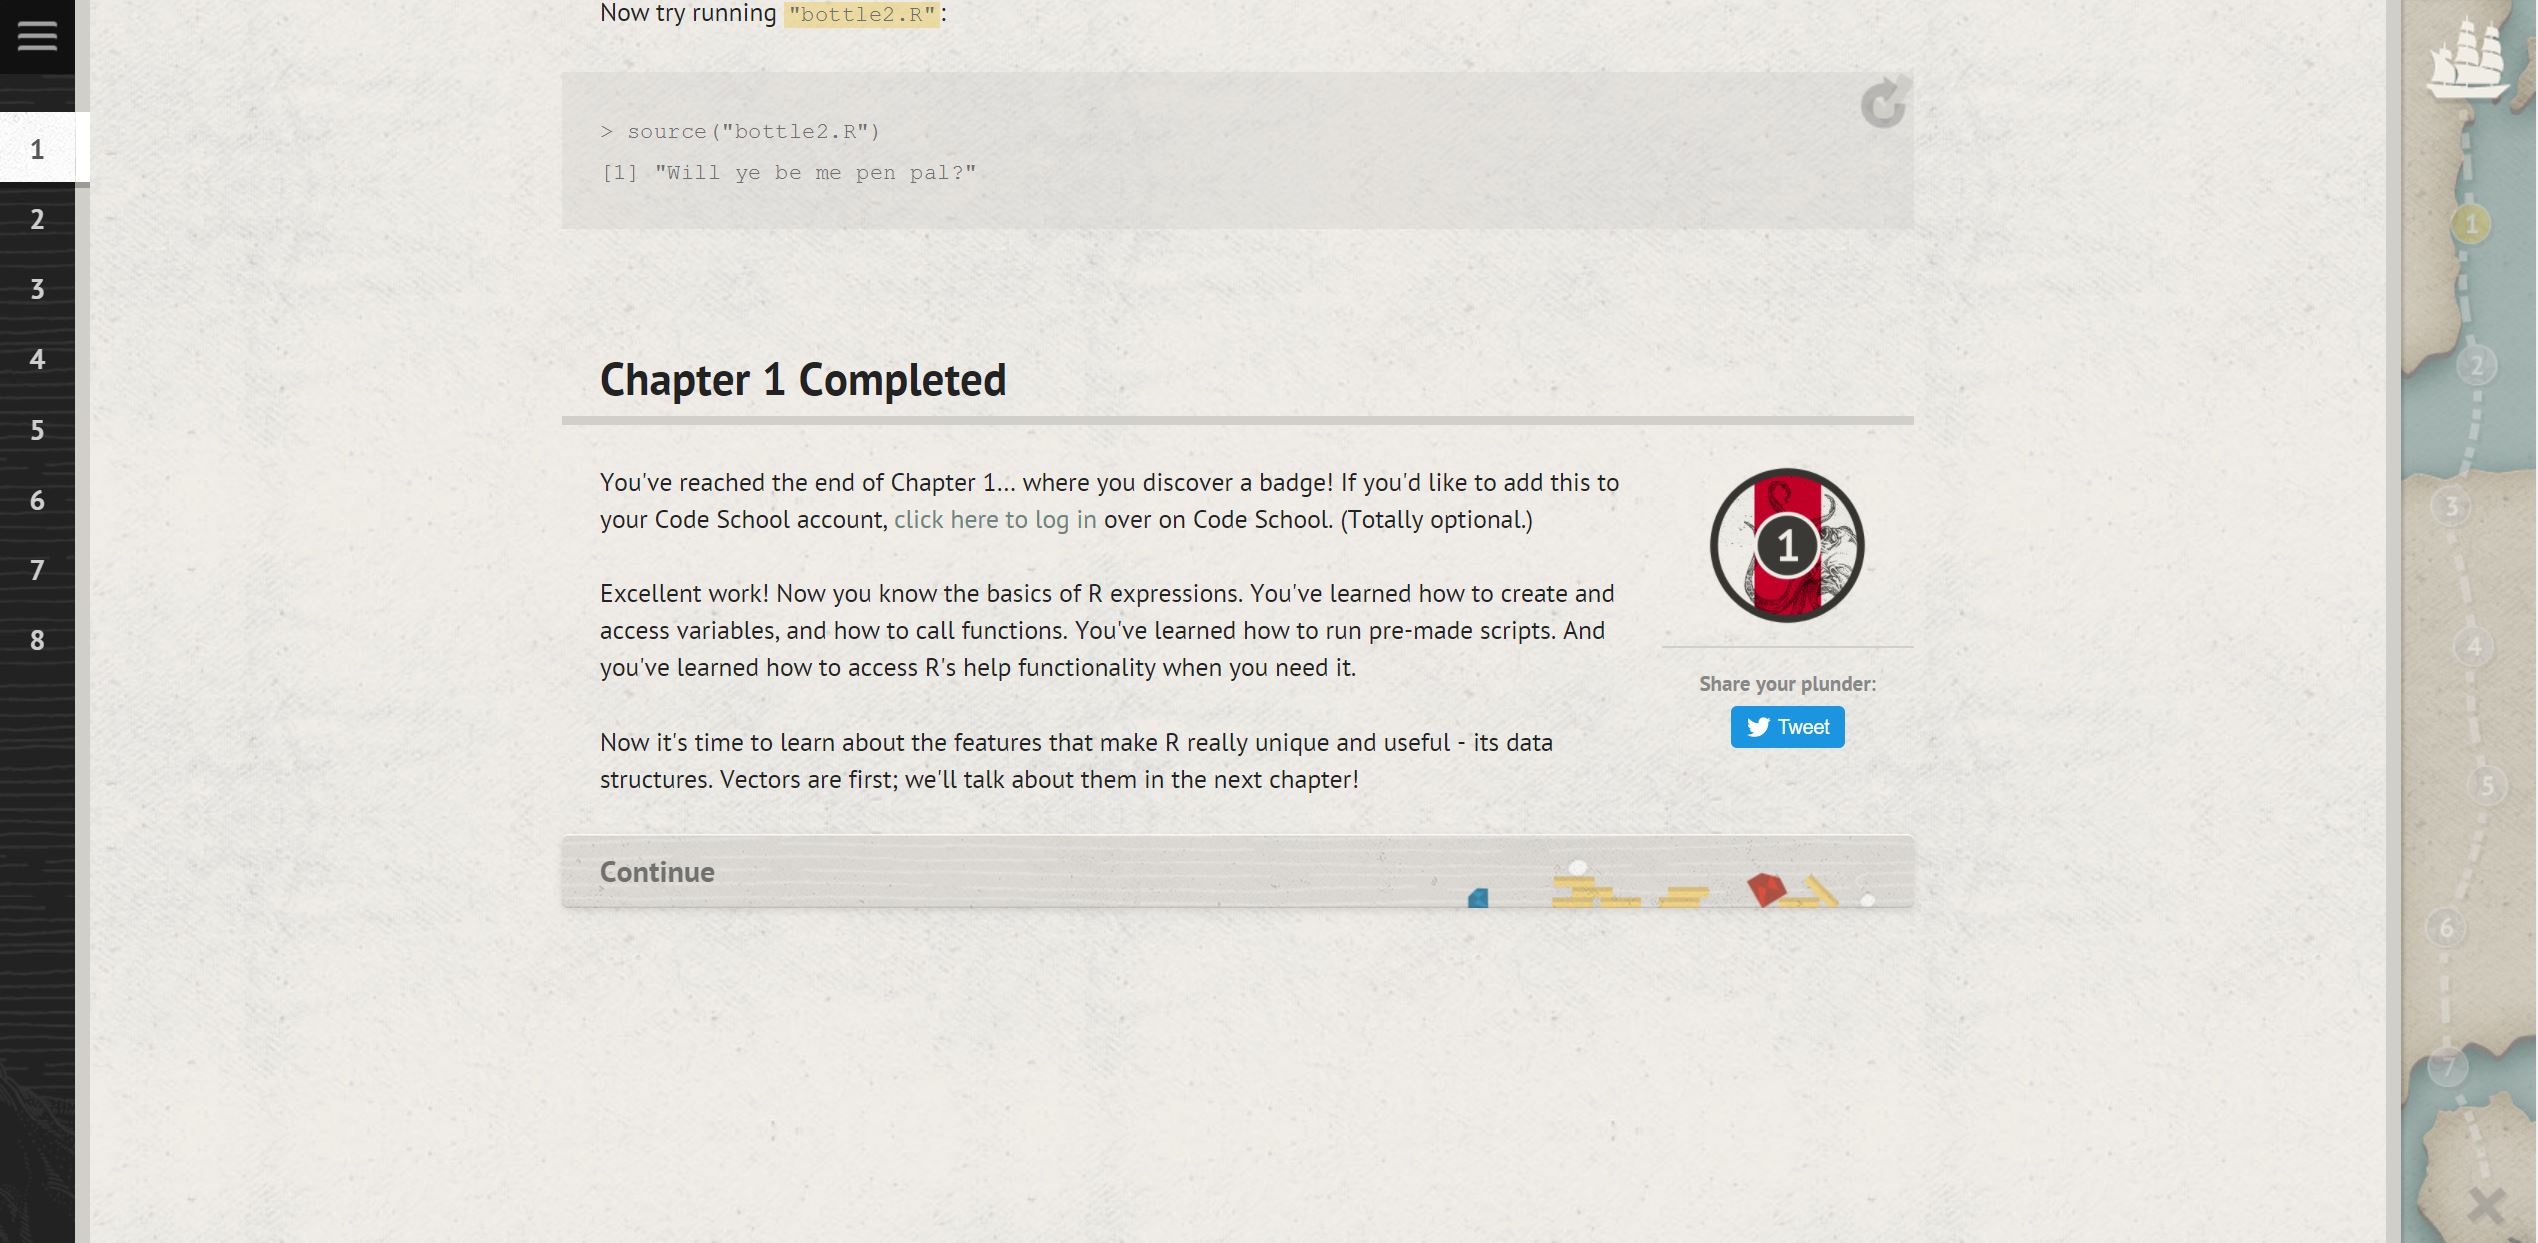 Now try running "bottle2.R":
> source("bottle2.R")
[1] "Will ye be me pen pal?"
1
2
3
4
5
6
7
8
Chapter 1 Completed
You've reached the end of Chapter 1... where you discover a badge! If you'd like to add this to
your Code School account, click here to log in over on Code School. (Totally optional.)
Excellent work! Now you know the basics of R expressions. You've learned how to create and
access variables, and how to call functions. You've learned how to run pre-made scripts. And
you've learned how to access R's help functionality when you need it.
Now it's time to learn about the features that make R really unique and useful - its data
structures. Vectors are first; we'll talk about them in the next chapter!
1
Share your plunder:
Tweet
Continue
1
2
3
4
5
6
7